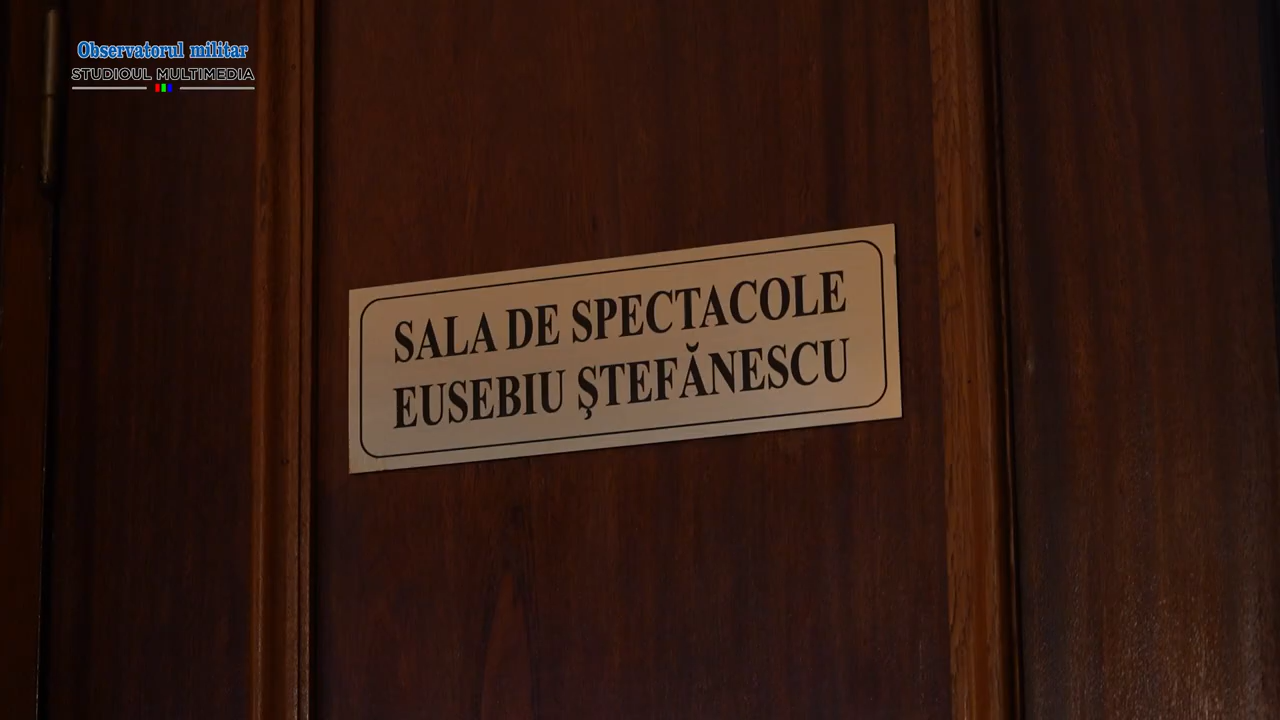 Observatorul militar
STUDIOUL MULTIMEDIA
SALA DE SPECTACOLE
EUSEBIU ŞTEFĂNESCU